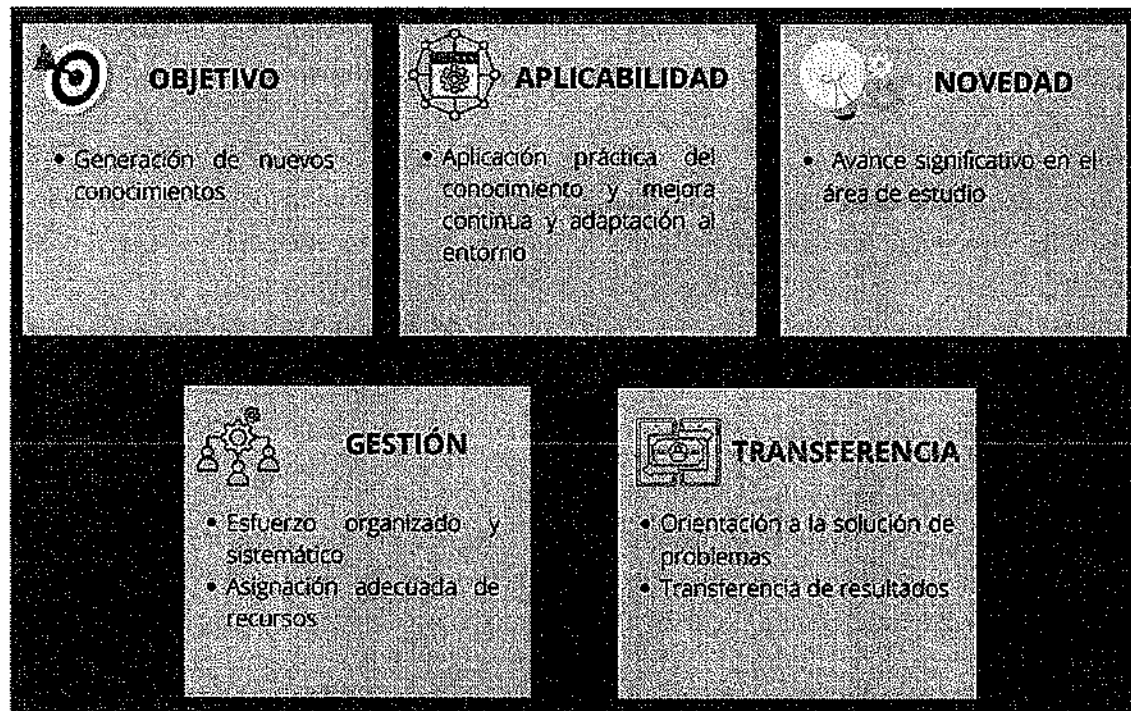 OBJETIVO
• Generación de nuevos
conocimientos
APLICABILIDAD
• Aplicación práctica del
conocimiento y mejora
continua y adaptación al
entorno
NOVEDAD
• Avance significativo en el
área de estudio
GESTIÓN
• Esfuerzo organizado y
sistemático
• Asignación adecuada de
recursos
TRANSFERENCIA
• Orientación a la solución de
problemas
• Transferencia de resultados